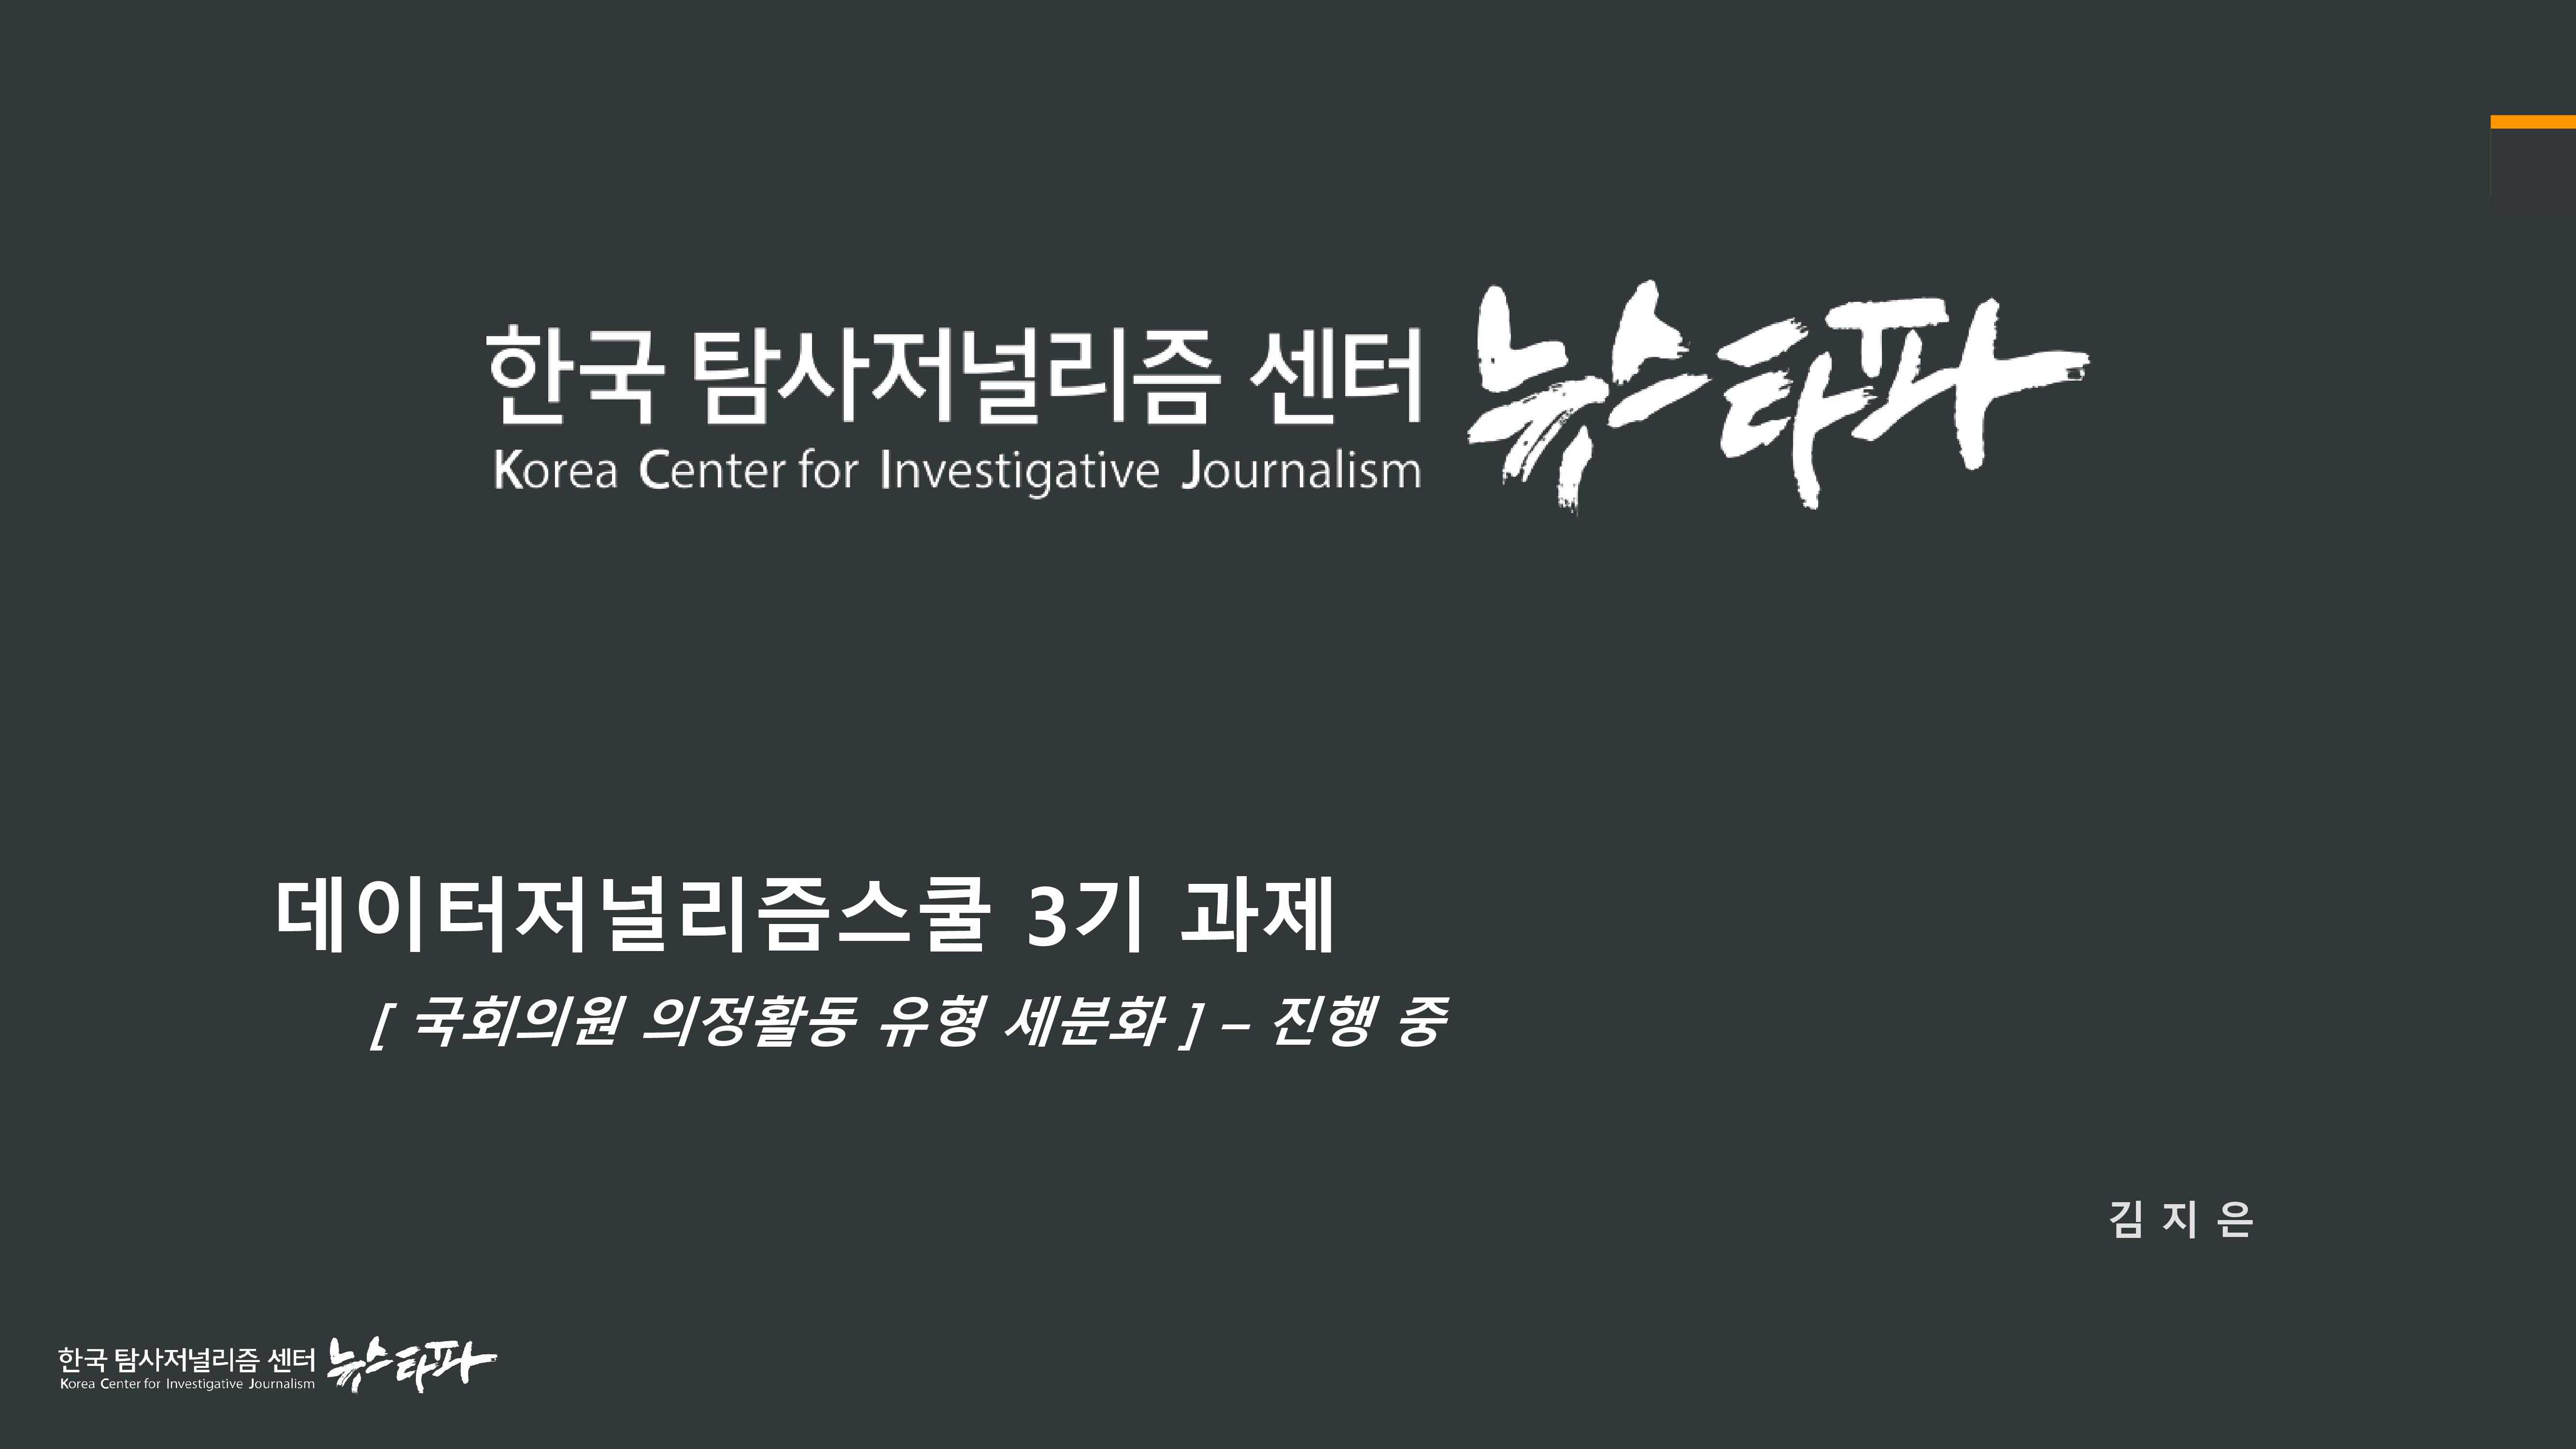 한국 탐사저널리즘 센터 뉴스타파
Korea Center for Investigative Journalism
데이터저널리즘스쿨 3기 과제
[ 국회의원 의정활동 유형 세분화 ] – 진행 중
김 지 은
한국 탐사저널리즘 센터 뉴스타파
Korea Center for Investigative Journalism